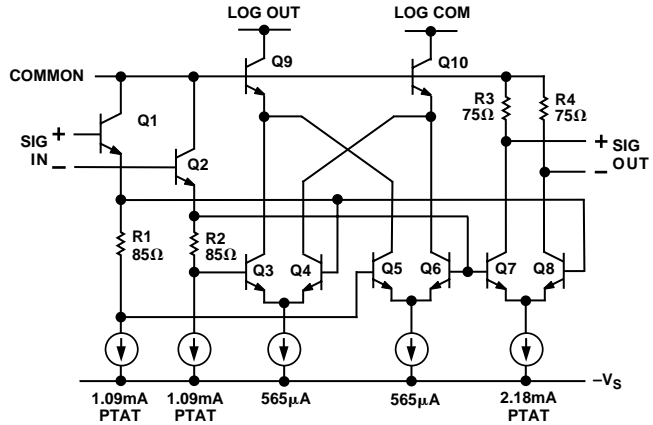 LOG OUT LOG COM
Q9 Q10
COMMON
R3 75Ω R4 75Ω
Q1
SIG IN + −
Q2
+ − SIG OUT
R1 85Ω R2 85Ω
Q3 Q4 Q5 Q6 Q7 Q8
–VS
1.09mA PTAT 1.09mA PTAT 565µA 565µA 2.18mA PTAT